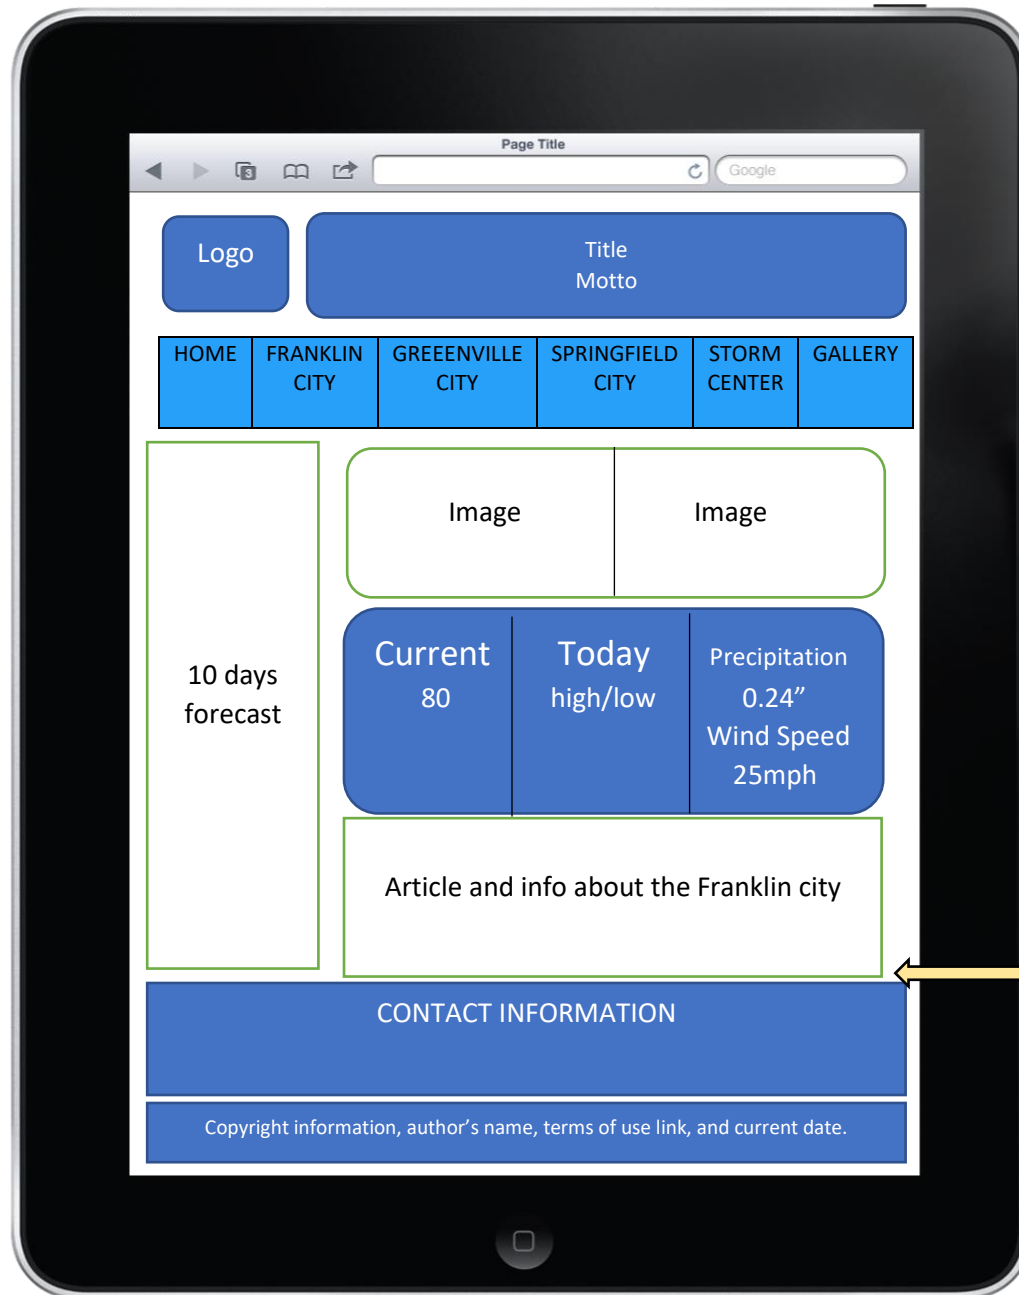 Page Title
3
Google
Logo
Title
Motto
HOME
FRANKLIN
CITY
GREEENVILLE
CITY
SPRINGFIELD
CITY
STORM
CENTER
GALLERY
10 days
forecast
Image
Image
Current
80
Today
high/low
Precipitation
0.24”
Wind Speed
25mph
Article and info about the Franklin city
CONTACT INFORMATION
Copyright information, author’s name, terms of use link, and current date.